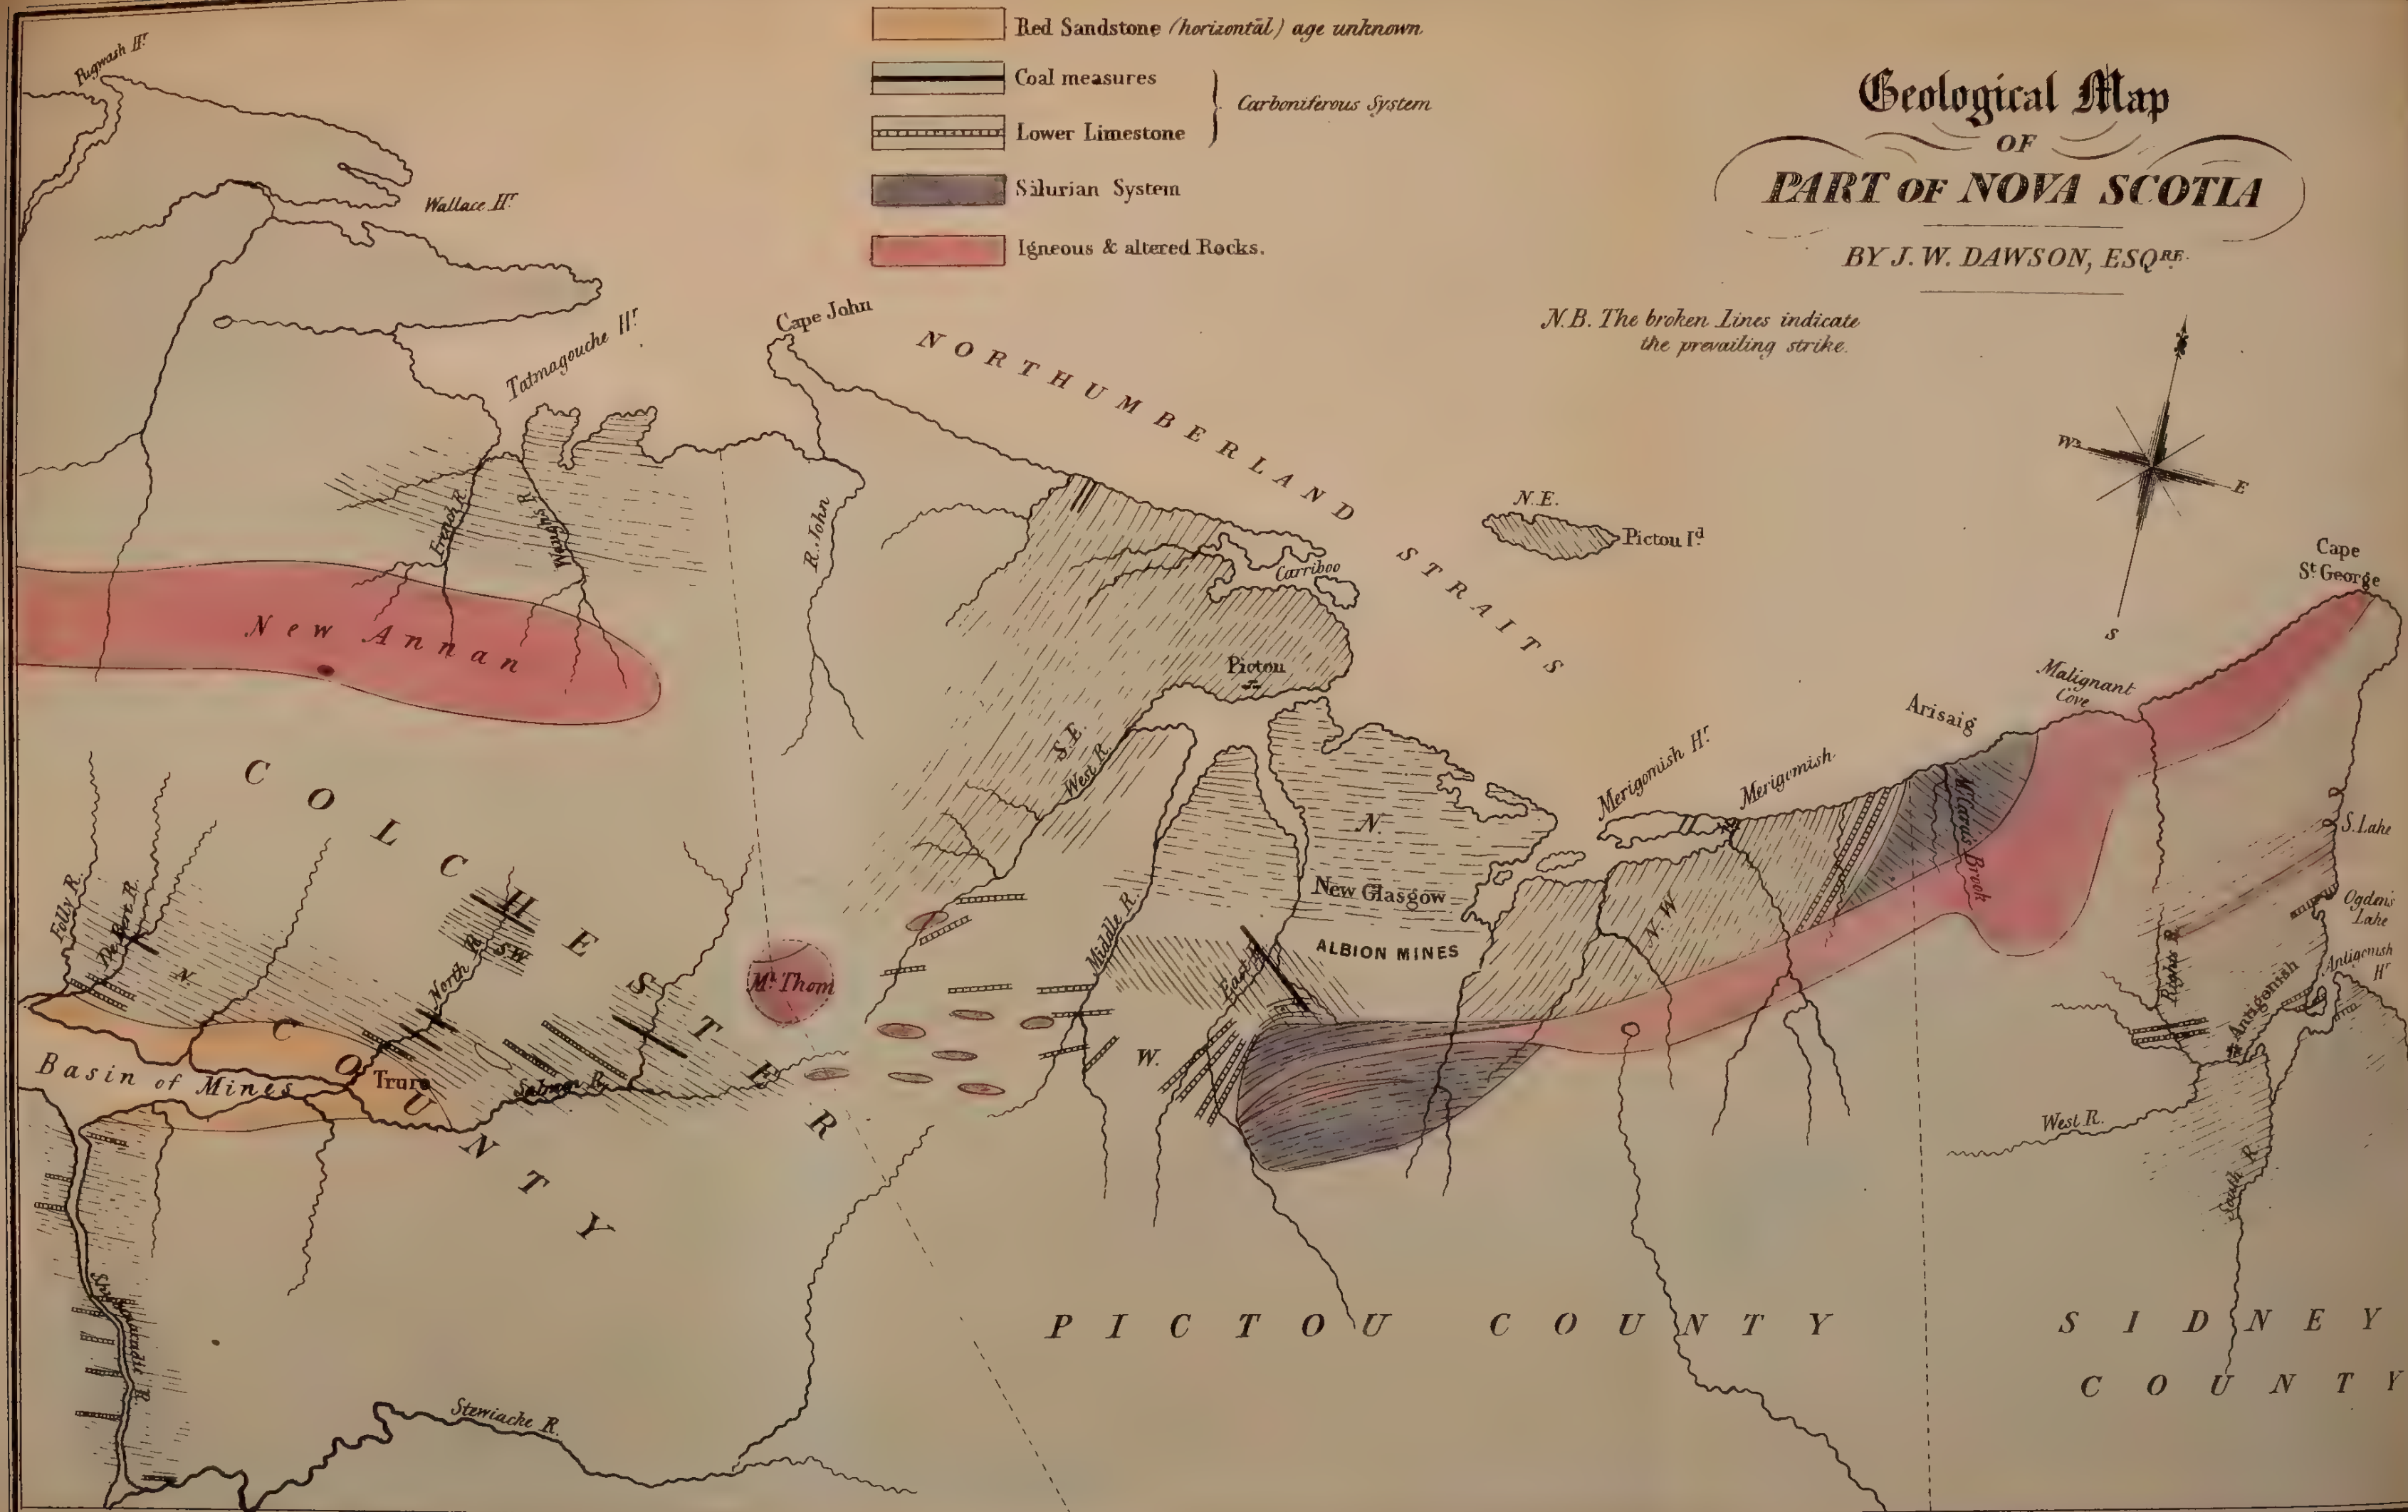 Red Sandstone (horizontal) age unknown.
Coal measures
Lower Limestone
Carboniferous System
Silurian System
Igneous & altered Rocks.
Geological Map
OF
PART OF NOVA SCOTIA
BY J. W. DAWSON, ESQRE.
N.B. The broken Lines indicate
the prevailing strike.
W
E
S
Pugwash Hr
Wallace Hr
Tatmagouche Hr
Cape John
NORTHUMBERLAND STRAITS
N.E.
Pictou Id
French R.
Waugh's R.
R. John
Carriboo
Pictou
New Annan
Cape
St George
Malignant
Cove
Arisaig
Merigomish Hr
Merigomish
S.E.
West R.
N.
New Glasgow
ALBION MINES
N.W
Middle R.
East R.
W.
Brook
S. Lake
Ogden's
Lake
Antigonish
Hr
Antigonish
Rights R.
West R.
South R.
COLCHESTER
COUNTY
Folly R.
De Bert R.
N.
North R.
S W
Mt Thom
Basin of Mines
Truro
Salmon R.
R.
Stewiacke R.
PICTOU COUNTY
SIDNEY
COUNTY